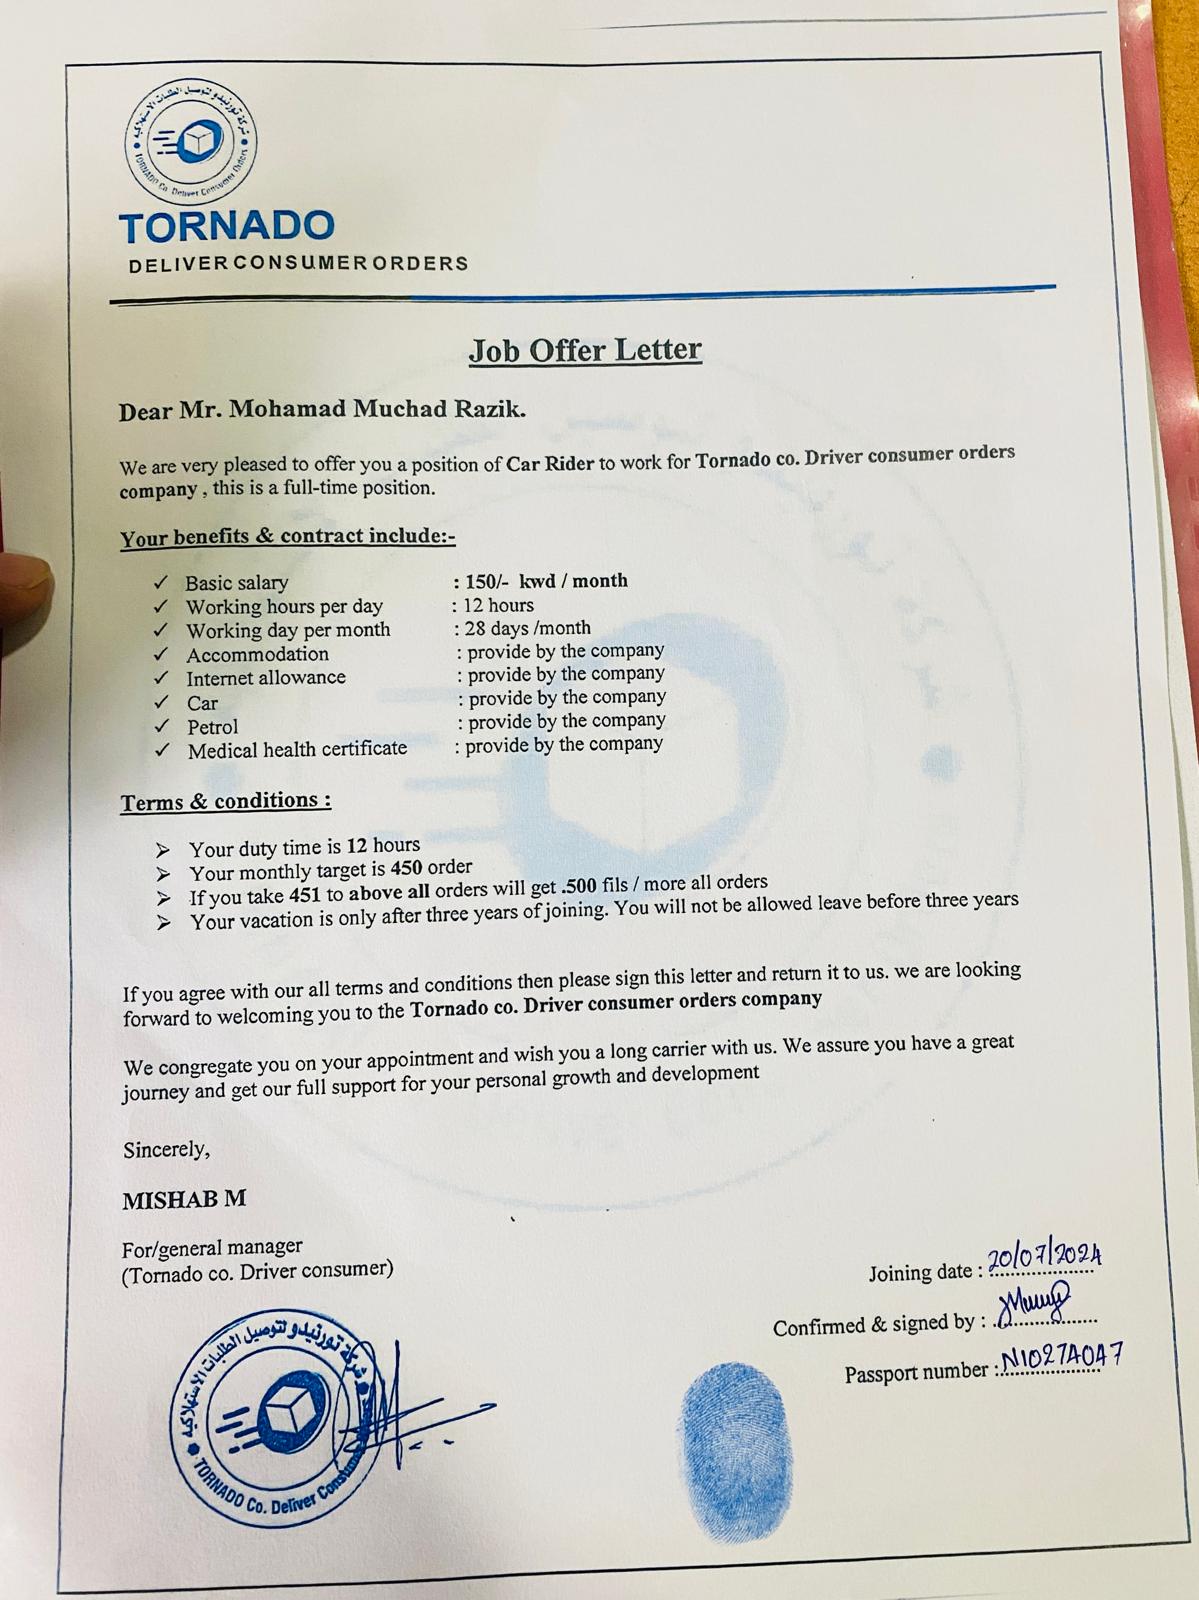 شركة تورنيدو لتوصيل الطلبات الاستهلاكية
TORNADO Co. Deliver Consumer Orders
TORNADO
DELIVER CONSUMER ORDERS
Job Offer Letter
Dear Mr. Mohamad Muchad Razik.
We are very pleased to offer you a position of Car Rider to work for Tornado co. Driver consumer orders
company , this is a full-time position.
Your benefits & contract include:-
✓ Basic salary : 150/- kwd / month
✓ Working hours per day : 12 hours
✓ Working day per month : 28 days /month
✓ Accommodation : provide by the company
✓ Internet allowance : provide by the company
✓ Car : provide by the company
✓ Petrol : provide by the company
✓ Medical health certificate : provide by the company
Terms & conditions :
➢ Your duty time is 12 hours
➢ Your monthly target is 450 order
➢ If you take 451 to above all orders will get .500 fils / more all orders
➢ Your vacation is only after three years of joining. You will not be allowed leave before three years
If you agree with our all terms and conditions then please sign this letter and return it to us. we are looking
forward to welcoming you to the Tornado co. Driver consumer orders company
We congregate you on your appointment and wish you a long carrier with us. We assure you have a great
journey and get our full support for your personal growth and development
Sincerely,
MISHAB M
For/general manager
(Tornado co. Driver consumer)
Joining date : 20/07/2024
Confirmed & signed by :
Passport number : N10274047
شركة تورنيدو لتوصيل الطلبات الاستهلاكية
TORNADO Co. Deliver Consumer